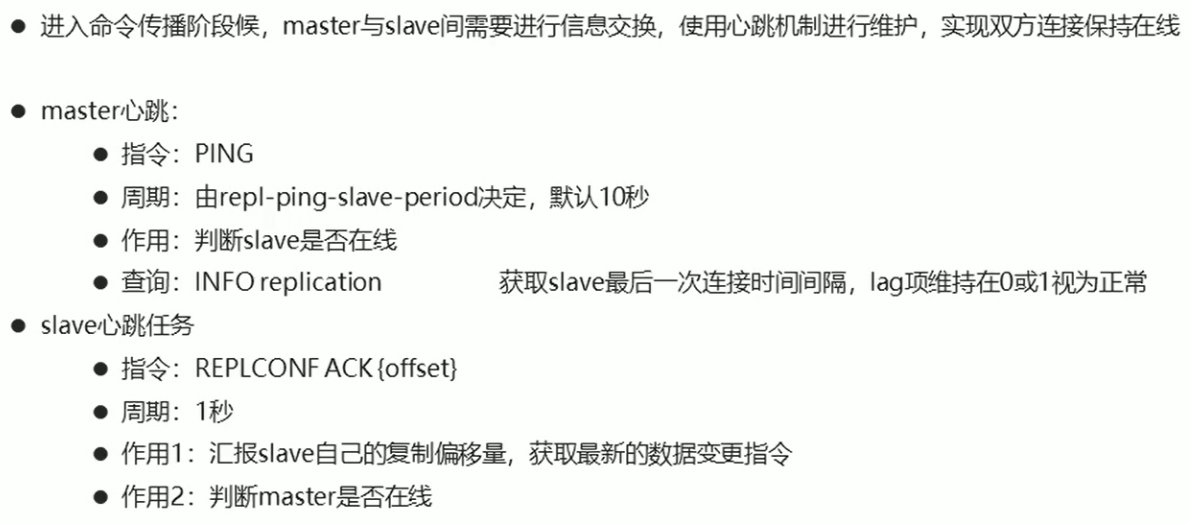 ● 进入命令传播阶段候，master与slave间需要进行信息交换，使用心跳机制进行维护，实现双方连接保持在线
● master心跳：
● 指令：PING
● 周期：由repl-ping-slave-period决定，默认10秒
● 作用：判断slave是否在线
● 查询：INFO replication 获取slave最后一次连接时间间隔，lag项维持在0或1视为正常
● slave心跳任务
● 指令：REPLCONF ACK {offset}
● 周期：1秒
● 作用1：汇报slave自己的复制偏移量，获取最新的数据变更指令
● 作用2：判断master是否在线